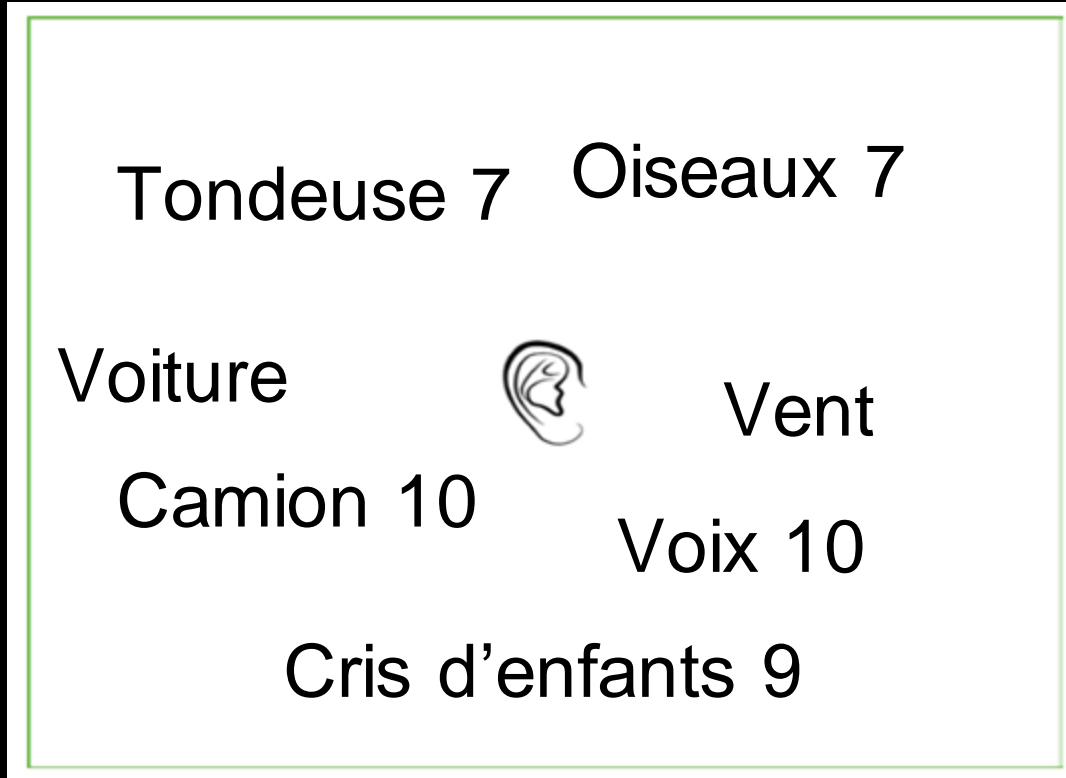 Tondeuse 7
Oiseaux 7
Voiture
Vent
Camion 10
Voix 10
Cris d’enfants 9